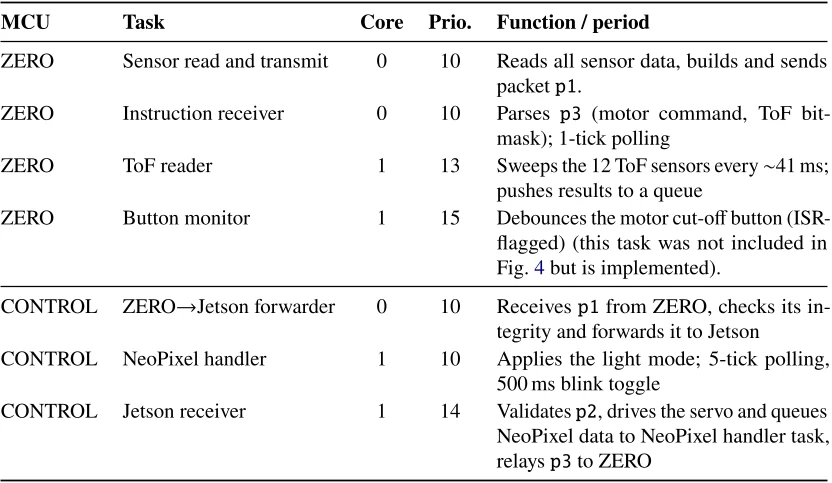 MCU Task Core Prio. Function / period
ZERO Sensor read and transmit 0 10 Reads all sensor data, builds and sends
packet p1.
ZERO Instruction receiver 0 10 Parses p3 (motor command, ToF bit-
mask); 1-tick polling
ZERO ToF reader 1 13 Sweeps the 12 ToF sensors every ∼41 ms;
pushes results to a queue
ZERO Button monitor 1 15 Debounces the motor cut-off button (ISR-
flagged) (this task was not included in
Fig. 4 but is implemented).
CONTROL ZERO→Jetson forwarder 0 10 Receives p1 from ZERO, checks its in-
tegrity and forwards it to Jetson
CONTROL NeoPixel handler 1 10 Applies the light mode; 5-tick polling,
500 ms blink toggle
CONTROL Jetson receiver 1 14 Validates p2, drives the servo and queues
NeoPixel data to NeoPixel handler task,
relays p3 to ZERO